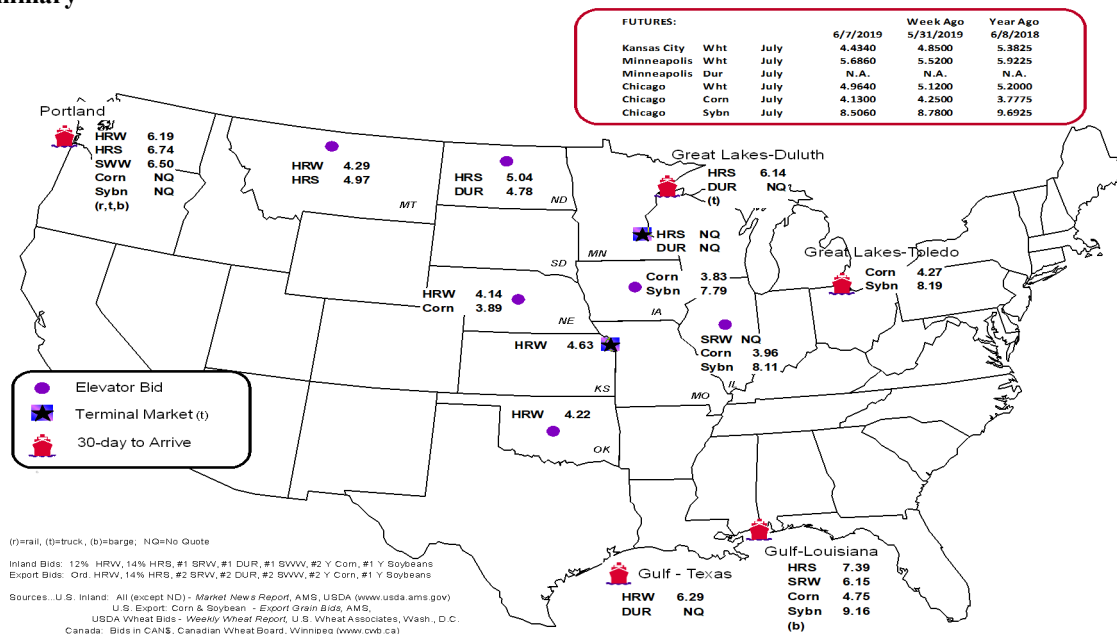 FUTURES: Week Ago Year Ago
6/7/2019 5/31/2019 6/8/2018
Kansas City Wht July 4.4340 4.8500 5.3825
Minneapolis Wht July 5.6860 5.5200 5.9225
Minneapolis Dur July N.A. N.A. N.A.
Chicago Wht July 4.9640 5.1200 5.2000
Chicago Corn July 4.1300 4.2500 3.7775
Chicago Sybn July 8.5060 8.7800 9.6925
Portland
HRW 6.19
HRS 6.74
SWW 6.50
Corn NQ
Sybn NQ
(r,t,b)
HRW 4.29
HRS 4.97
MT
HRS 5.04
DUR 4.78
ND
Great Lakes-Duluth
HRS 6.14
DUR NQ
(t)
HRS NQ
DUR NQ
MN
SD
Great Lakes-Toledo
Corn 4.27
Sybn 8.19
Corn 3.83
Sybn 7.79
IA
HRW 4.14
Corn 3.89
NE
SRW NQ
Corn 3.96
Sybn 8.11
IL
HRW 4.63
KS
MO
HRW 4.22
OK
Elevator Bid
Terminal Market (t)
30-day to Arrive
Gulf-Louisiana
HRS 7.39
SRW 6.15
Corn 4.75
Sybn 9.16
(b)
Gulf - Texas
HRW 6.29
DUR NQ
(r)=rail, (t)=truck, (b)=barge; NQ=No Quote
Inland Bids: 12% HRW, 14% HRS, #1 SRW, #1 DUR, #1 SWW, #2 Y Corn, #1 Y Soybeans
Export Bids: Ord. HRW, 14% HRS, #2 SRW, #2 DUR, #2 SWW, #2 Y Corn, #1 Y Soybeans
Sources...U.S. Inland: All (except ND) - Market News Report, AMS, USDA (www.usda.ams.gov)
U.S. Export: Corn & Soybean - Export Grain Bids, AMS,
USDA Wheat Bids - Weekly Wheat Report, U.S. Wheat Associates, Wash., D.C.
Canada: Bids in CAN$, Canadian Wheat Board, Winnipeg (www.cwb.ca)